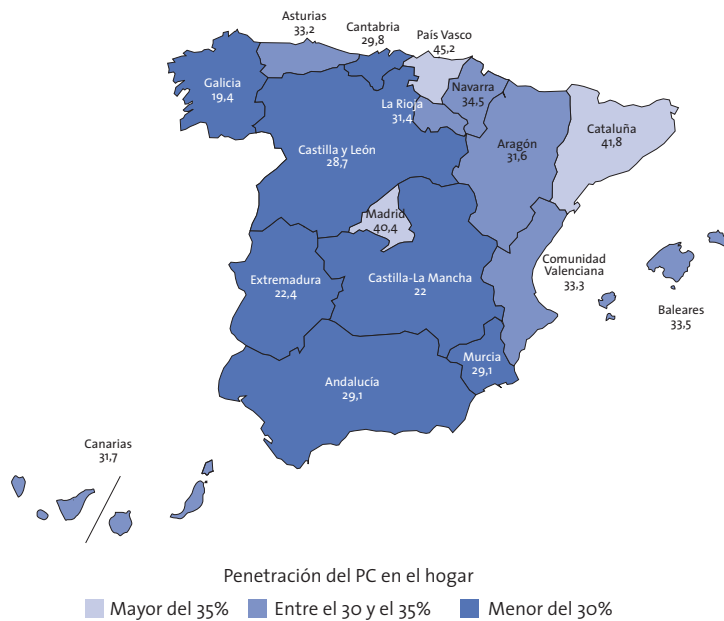 Asturias
33,2
Cantabria
29,8
País Vasco
45,2
Galicia
19,4
Navarra
34,5
La Rioja
31,4
Cataluña
41,8
Aragón
31,6
Castilla y León
28,7
Madrid
40,4
Comunidad
Valenciana
33,3
Extremadura
22,4
Castilla-La Mancha
22
Baleares
33,5
Murcia
29,1
Andalucía
29,1
Canarias
31,7
Penetración del PC en el hogar
Mayor del 35%
Entre el 30 y el 35%
Menor del 30%